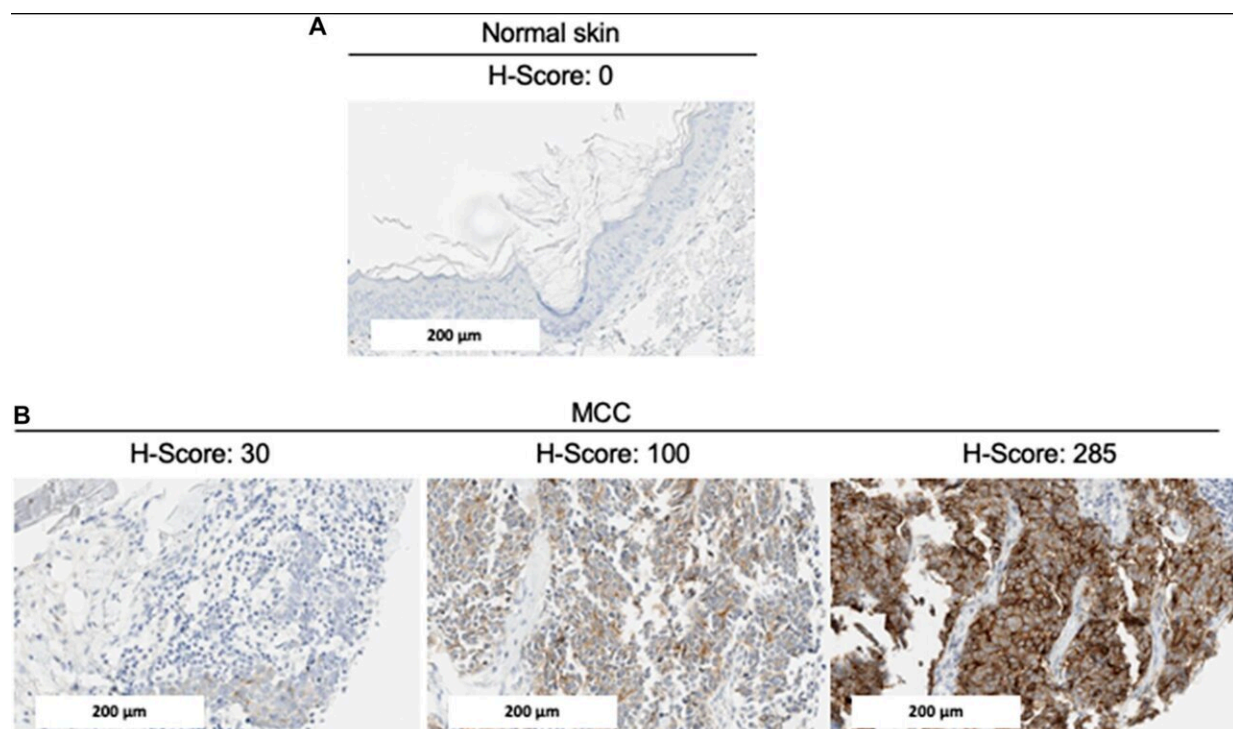 A
Normal skin
H-Score: 0
200 µm
B
MCC
H-Score: 30
H-Score: 100
H-Score: 285
200 µm
200 µm
200 µm